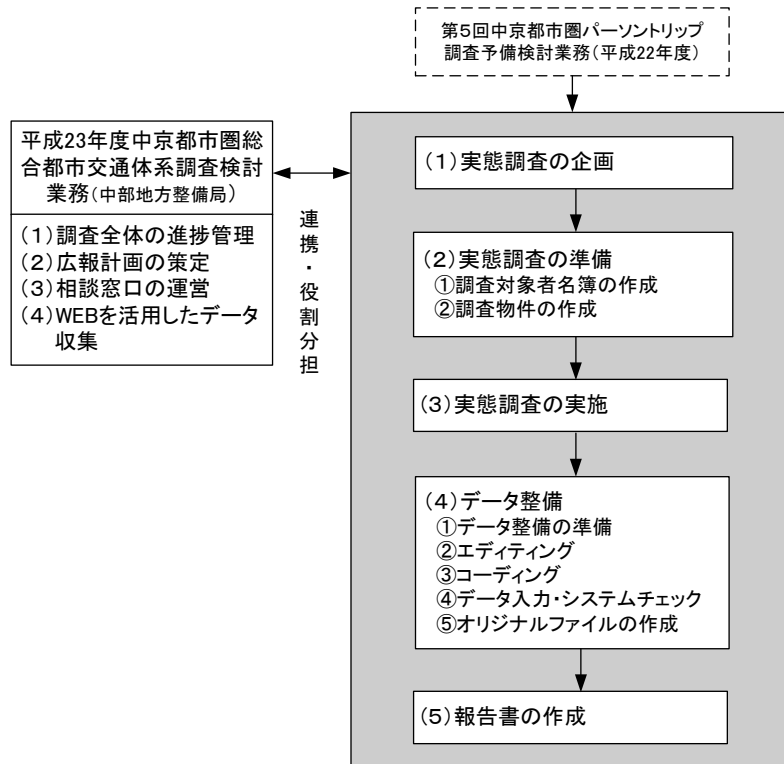 第5回中京都市圏パーソントリップ
調査予備検討業務(平成22年度)
平成23年度中京都市圏総
合都市交通体系調査検討
業務(中部地方整備局)
(1)調査全体の進捗管理
(2)広報計画の策定
(3)相談窓口の運営
(4)WEBを活用したデータ
収集
連携・役割分担
(1)実態調査の企画
(2)実態調査の準備
①調査対象者名簿の作成
②調査物件の作成
(3)実態調査の実施
(4)データ整備
①データ整備の準備
②エディティング
③コーディング
④データ入力・システムチェック
⑤オリジナルファイルの作成
(5)報告書の作成